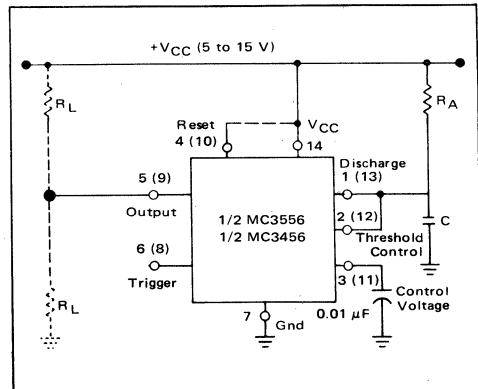 +VCC (5 to 15 V)
RL
RA
Reset
4 (10)
VCC
14
Discharge
1 (13)
5 (9)
Output
1/2 MC3556
1/2 MC3456
2 (12)
Threshold
Control
C
6 (8)
Trigger
3 (11)
Control
Voltage
RL
7
Gnd
0.01 μF